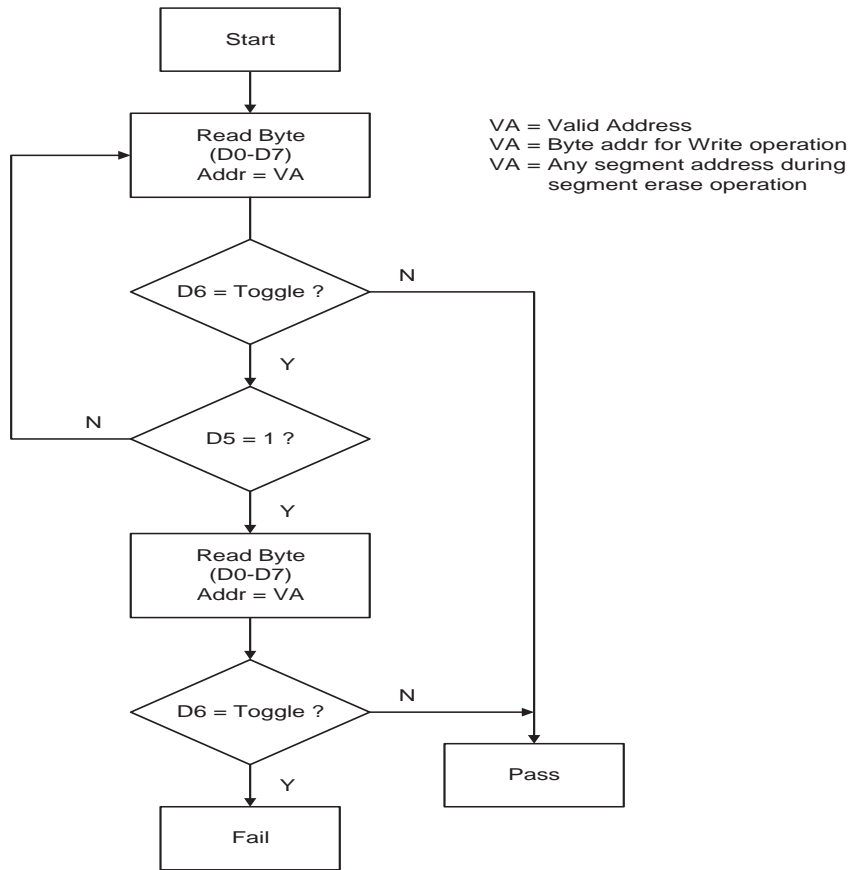 Start
Read Byte
(D0-D7)
Addr = VA
VA = Valid Address
VA = Byte addr for Write operation
VA = Any segment address during
segment erase operation
D6 = Toggle ?
N
Y
D5 = 1 ?
N
Y
Read Byte
(D0-D7)
Addr = VA
D6 = Toggle ?
N
Y
Pass
Fail